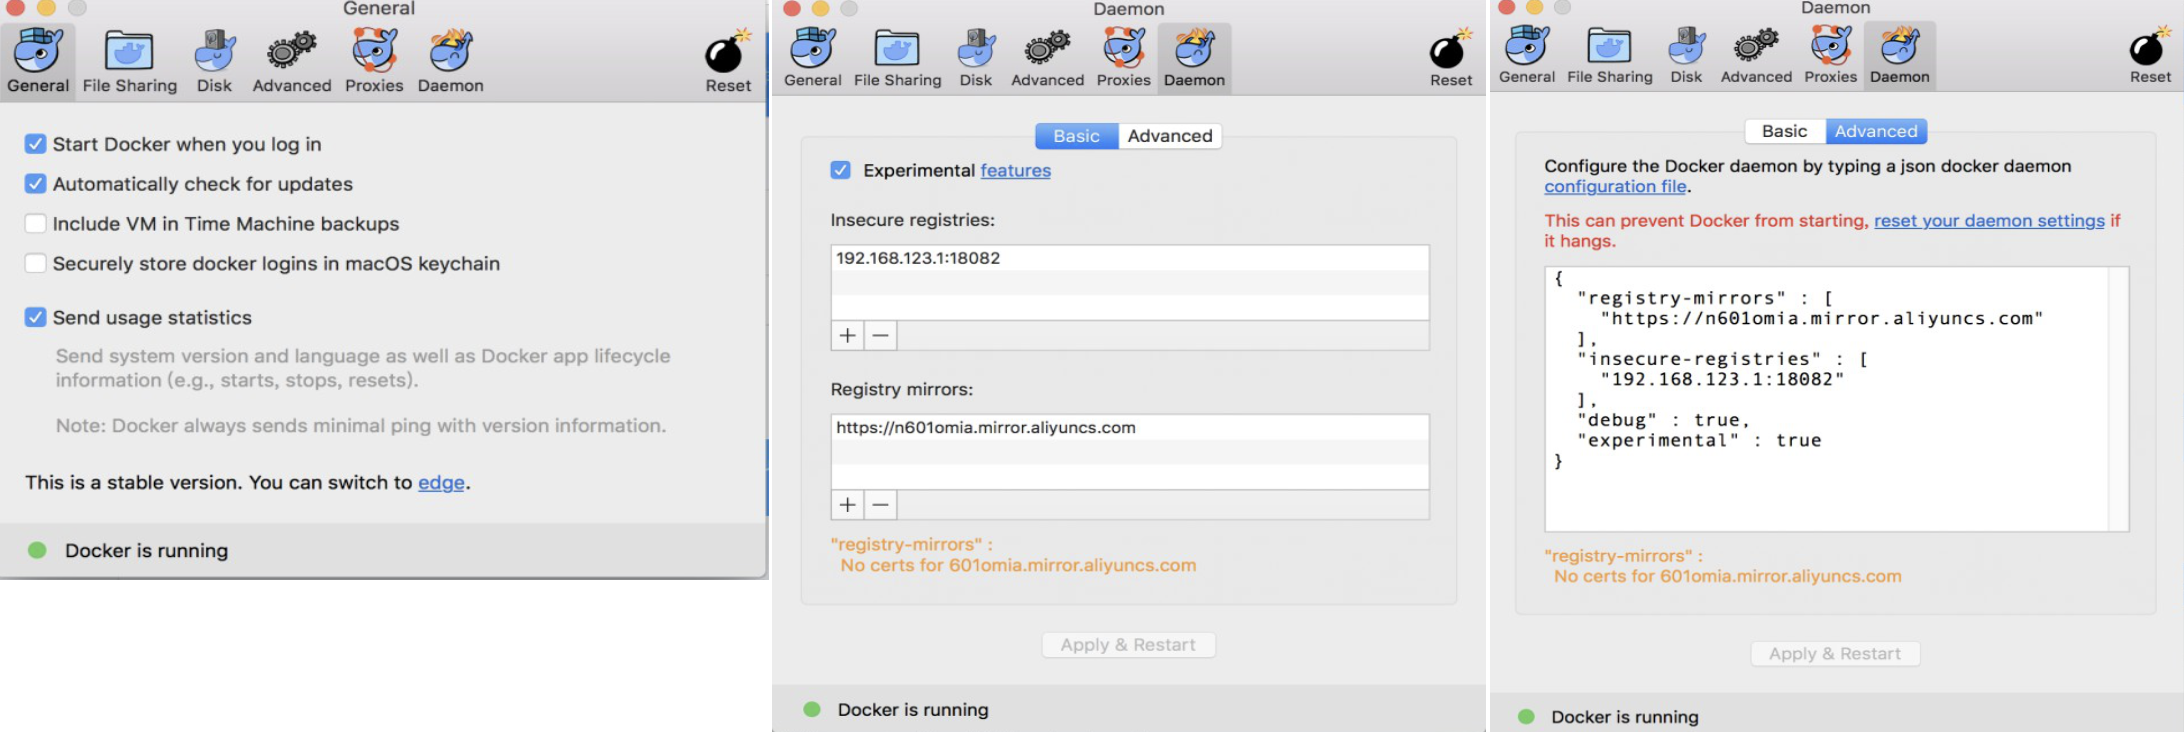 General
General File Sharing Disk Advanced Proxies Daemon Reset
Start Docker when you log in
Automatically check for updates
Include VM in Time Machine backups
Securely store docker logins in macOS keychain
Send usage statistics
Send system version and language as well as Docker app lifecycle
information (e.g., starts, stops, resets).
Note: Docker always sends minimal ping with version information.
This is a stable version. You can switch to edge.
Docker is running
Daemon
General File Sharing Disk Advanced Proxies Daemon Reset
Basic Advanced
Experimental features
Insecure registries:
192.168.123.1:18082
+ −
Registry mirrors:
https://n601omia.mirror.aliyuncs.com
+ −
"registry-mirrors" :
No certs for 601omia.mirror.aliyuncs.com
Apply & Restart
Docker is running
Daemon
General File Sharing Disk Advanced Proxies Daemon Reset
Basic Advanced
Configure the Docker daemon by typing a json docker daemon
configuration file.
This can prevent Docker from starting, reset your daemon settings if
it hangs.
{
"registry-mirrors" : [
"https://n601omia.mirror.aliyuncs.com"
],
"insecure-registries" : [
"192.168.123.1:18082"
],
"debug" : true,
"experimental" : true
}
"registry-mirrors" :
No certs for 601omia.mirror.aliyuncs.com
Apply & Restart
Docker is running